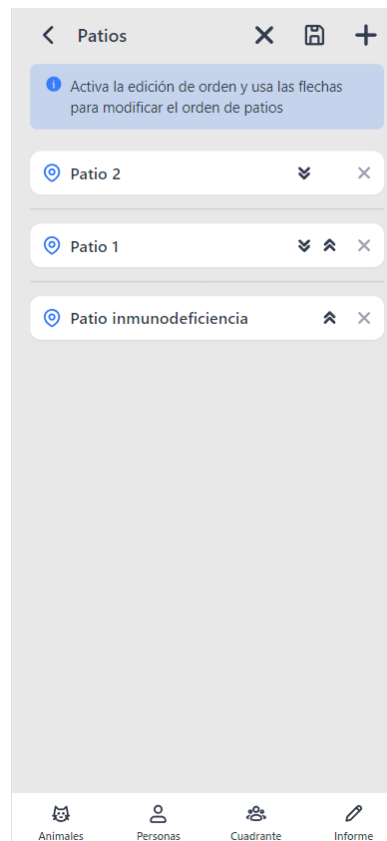 Patios
Activa la edición de orden y usa las flechas
para modificar el orden de patios
Patio 2
Patio 1
Patio inmunodeficiencia
Animales
Personas
Cuadrante
Informe